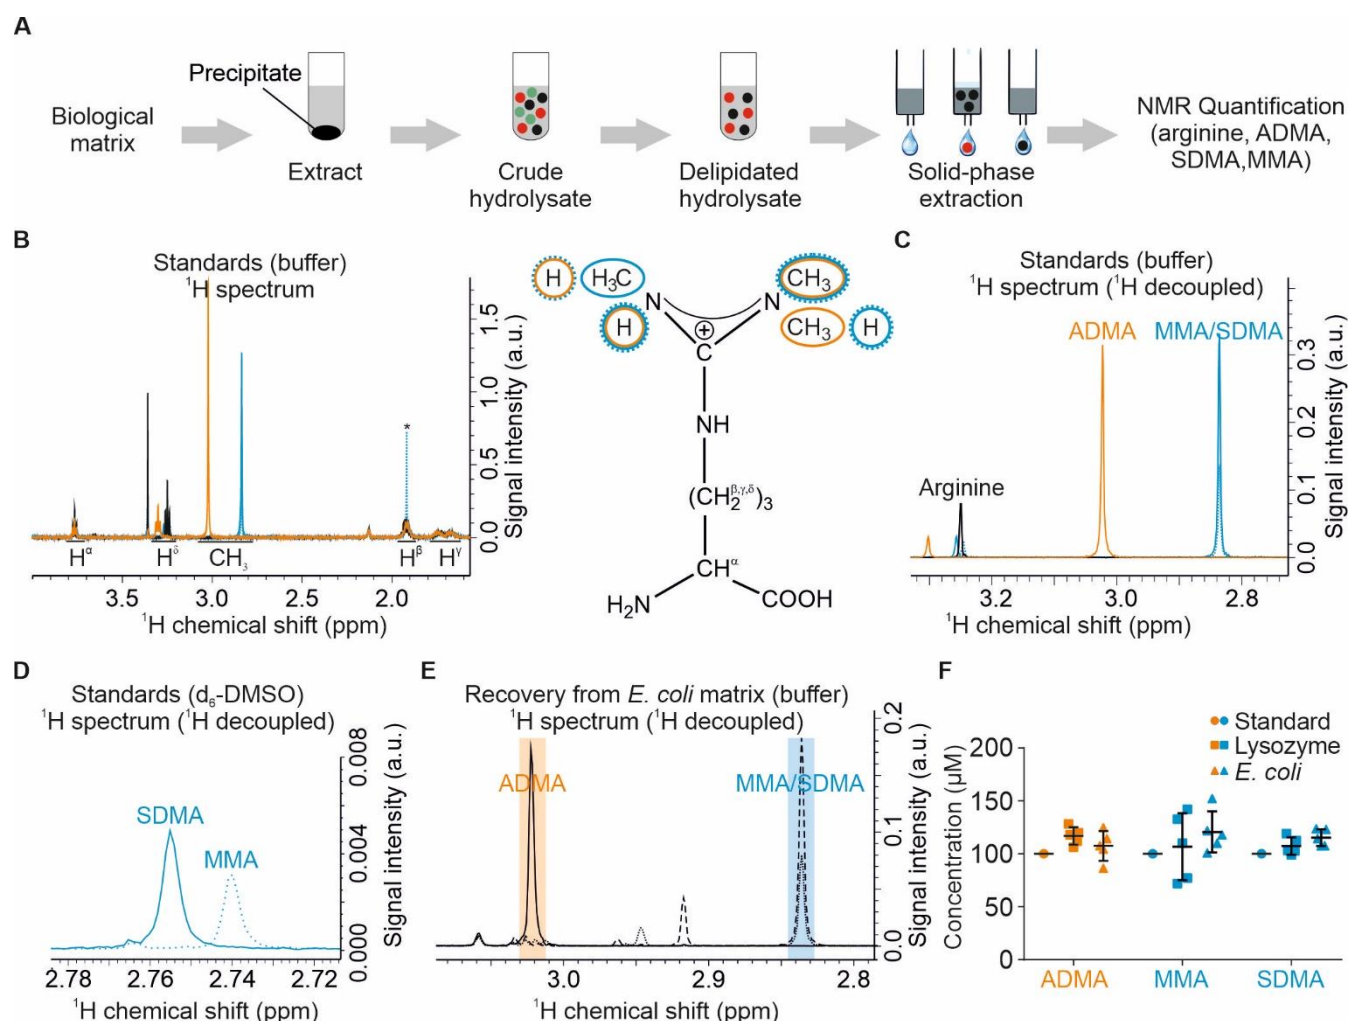 A
Precipitate
Biological
matrix
Extract
Crude
hydrolysate
Delipidated
hydrolysate
Solid-phase
extraction
NMR Quantification
(arginine, ADMA,
SDMA,MMA)
B
Standards (buffer)
¹H spectrum
1.5
1.0
0.5
0.0
Signal intensity (a.u.)
*
Hᵅ
Hᵟ
CH₃
Hᵝ
Hᵞ
3.5 3.0 2.5 2.0
¹H chemical shift (ppm)
H H₃C CH₃
N N
H CH₃ H
+
C
NH
(CH₂ᵝ,ᵞ,ᵟ)₃
CHᵅ
H₂N COOH
C
Standards (buffer)
¹H spectrum (¹H decoupled)
ADMA MMA/SDMA
Arginine
0.3
0.2
0.1
0.0
Signal intensity (a.u.)
3.2 3.0 2.8
¹H chemical shift (ppm)
D
Standards (d₆-DMSO)
¹H spectrum (¹H decoupled)
SDMA
MMA
0.008
0.004
0.000
Signal intensity (a.u.)
2.78 2.76 2.74 2.72
¹H chemical shift (ppm)
E
Recovery from E. coli matrix (buffer)
¹H spectrum (¹H decoupled)
ADMA MMA/SDMA
0.2
0.1
0.0
Signal intensity (a.u.)
3.0 2.9 2.8
¹H chemical shift (ppm)
F
Standard
Lysozyme
E. coli
200
150
100
50
0
Concentration (µM)
ADMA MMA SDMA